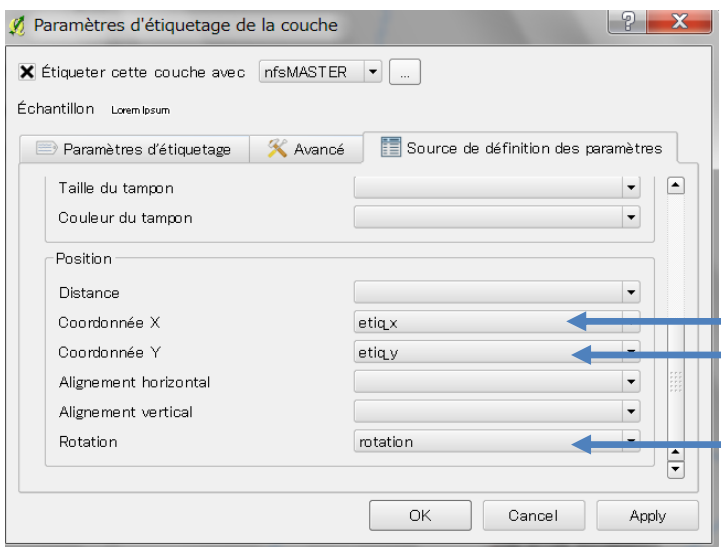 Paramètres d'étiquetage de la couche
Étiqueter cette couche avec nfsMASTER ...
Échantillon Lorem Ipsum
Paramètres d'étiquetage Avancé Source de définition des paramètres
Taille du tampon
Couleur du tampon
Position
Distance
Coordonnée X etiq_x
Coordonnée Y etiq_y
Alignement horizontal
Alignement vertical
Rotation rotation
OK Cancel Apply